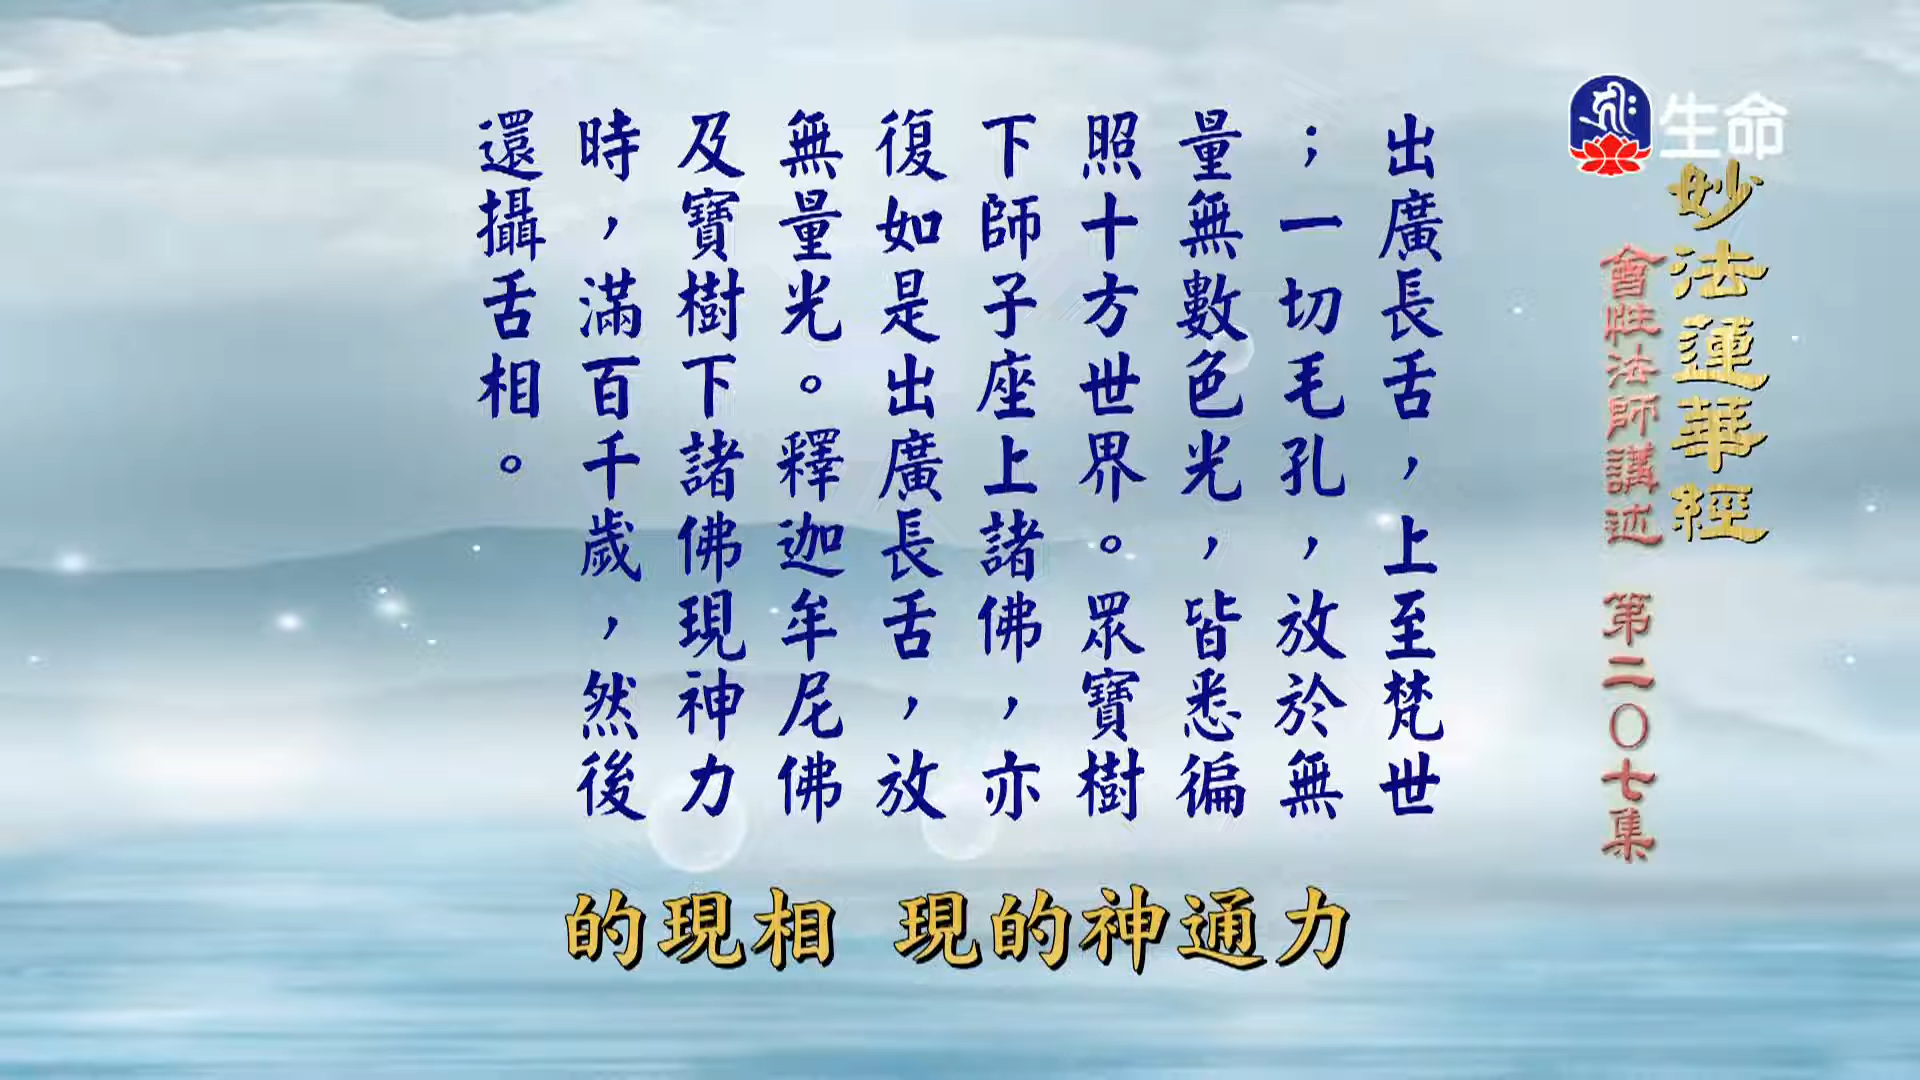 出廣長舌，上至梵世
；一切毛孔，放於無
量無數色光，皆悉徧
照十方世界。眾寶樹
下師子座上諸佛，亦
復如是出廣長舌，放
無量光。釋迦牟尼佛
及寶樹下諸佛現神力
時，滿百千歲，然後
還攝舌相。
生命
妙法蓮華經
會性法師講述 第二〇七集
的現相 現的神通力